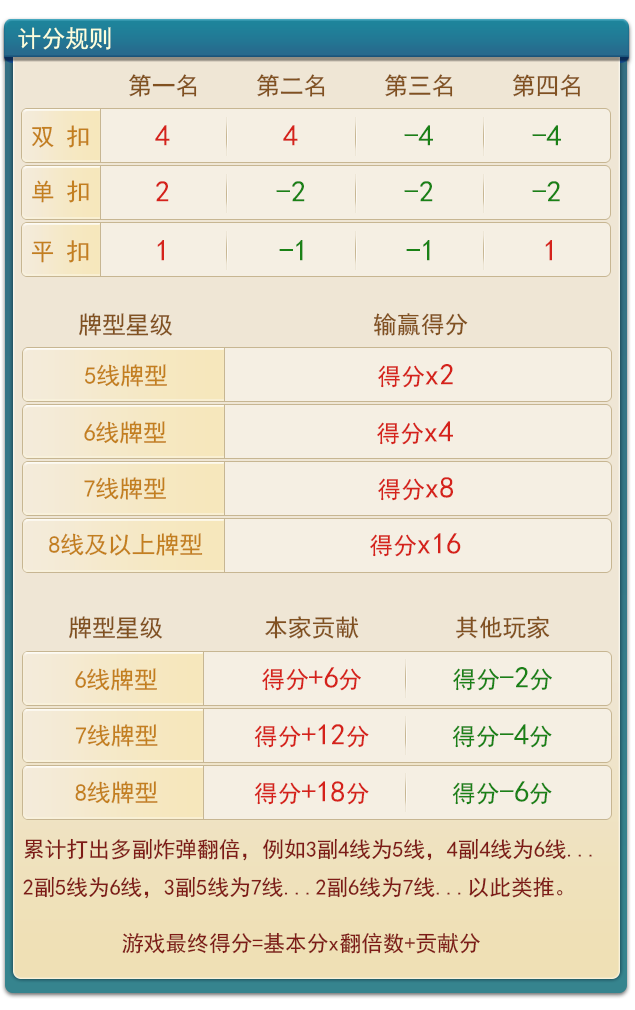 计分规则
第一名 第二名 第三名 第四名
双 扣 4 4 -4 -4
单 扣 2 -2 -2 -2
平 扣 1 -1 -1 1
牌型星级 输赢得分
5线牌型 得分x2
6线牌型 得分x4
7线牌型 得分x8
8线及以上牌型 得分x16
牌型星级 本家贡献 其他玩家
6线牌型 得分+6分 得分-2分
7线牌型 得分+12分 得分-4分
8线牌型 得分+18分 得分-6分
累计打出多副炸弹翻倍，例如3副4线为5线，4副4线为6线...
2副5线为6线，3副5线为7线...2副6线为7线...以此类推。
游戏最终得分=基本分x翻倍数+贡献分